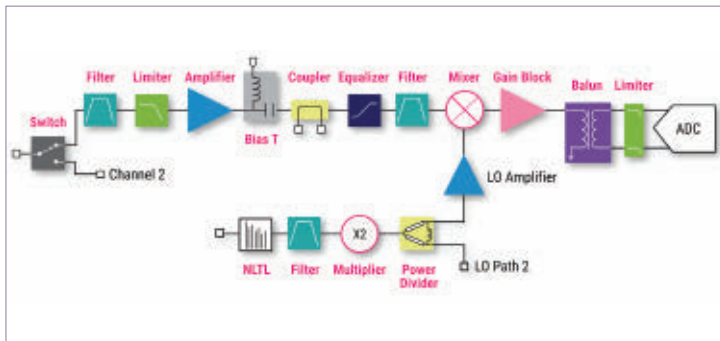 Filter
Limiter
Amplifier
Coupler
Equalizer
Filter
Mixer
Gain Block
Balun
Limiter
Switch
Bias T
ADC
Channel 2
LO Amplifier
X2
NLTL
Filter
Multiplier
Power
Divider
LO Path 2